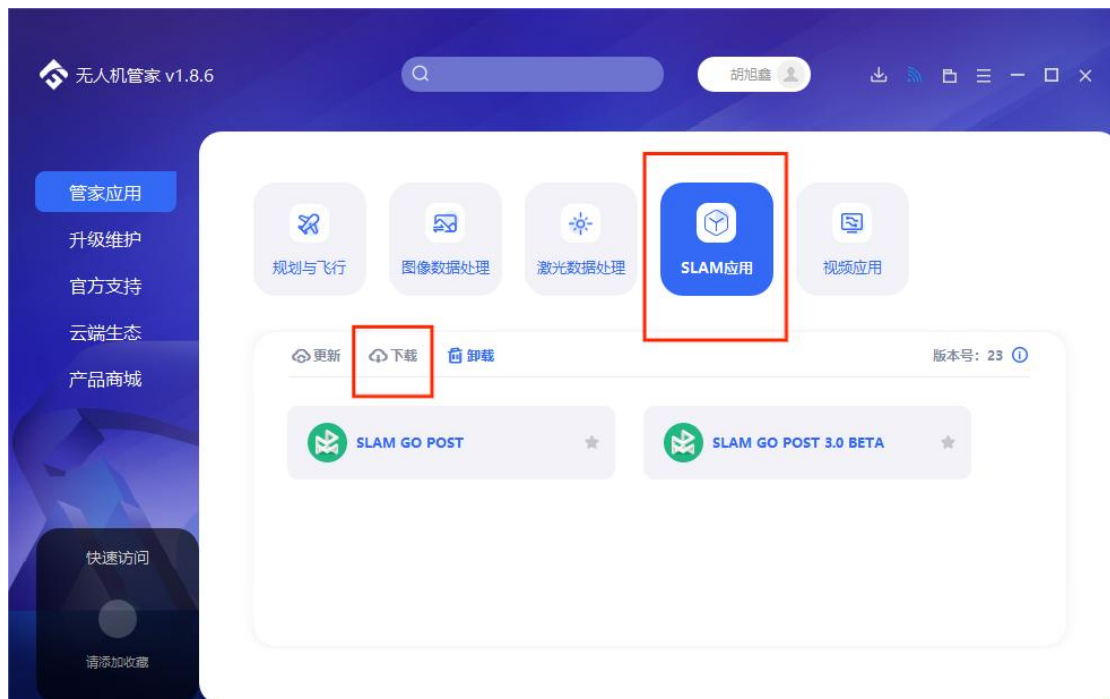 无人机管家 v1.8.6
胡旭鑫
管家应用
升级维护
官方支持
云端生态
产品商城
规划与飞行
图像数据处理
激光数据处理
SLAM应用
视频应用
更新
下载
卸载
版本号：23
SLAM GO POST
SLAM GO POST 3.0 BETA
快速访问
请添加收藏